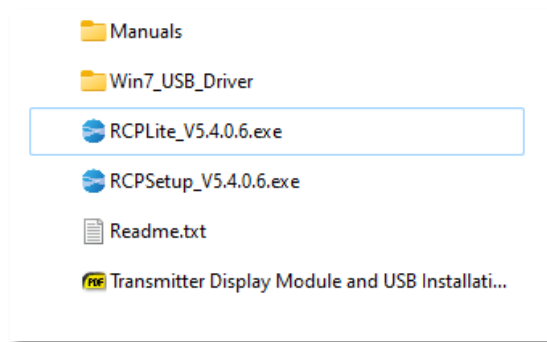 Manuals
Win7_USB_Driver
RCPLite_V5.4.0.6.exe
RCPSetup_V5.4.0.6.exe
Readme.txt
PDF Transmitter Display Module and USB Installati...